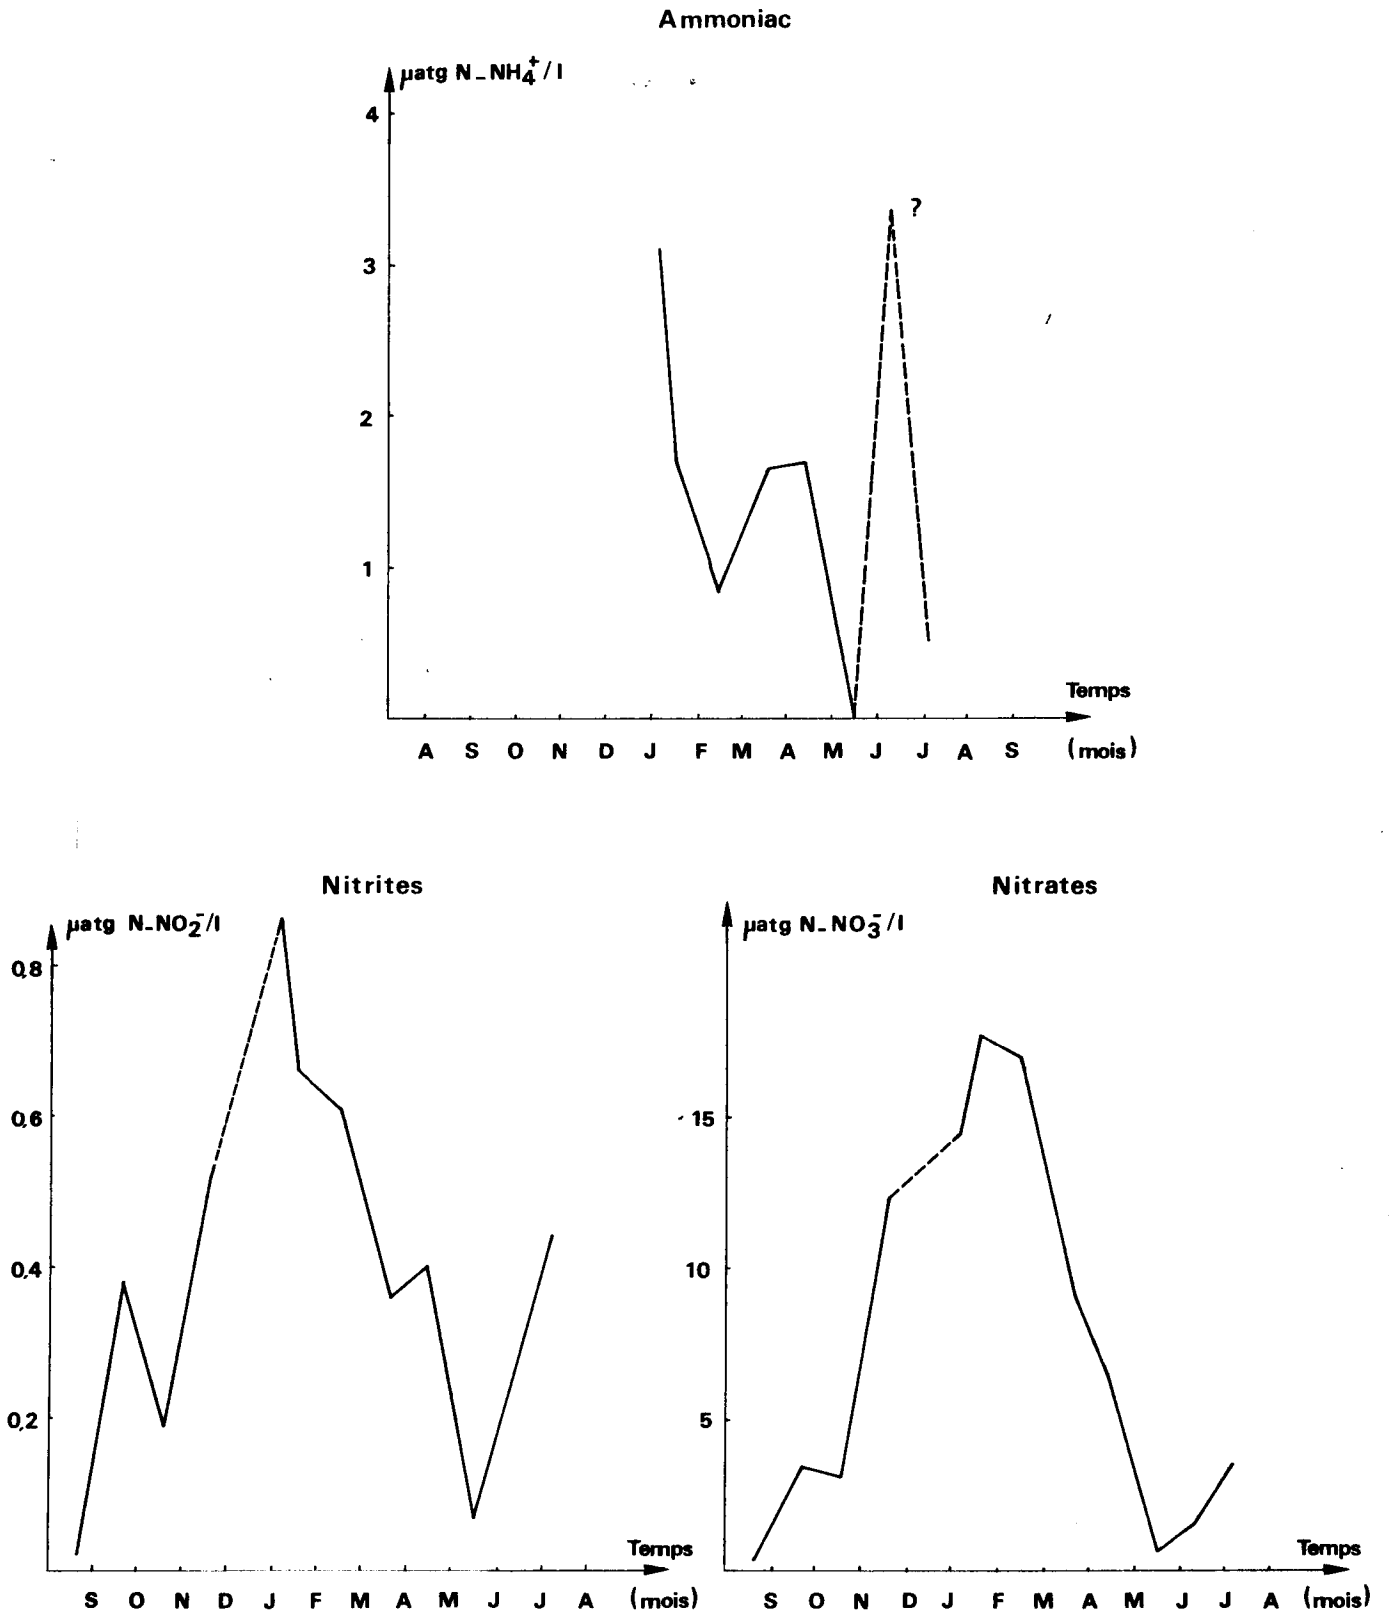 Ammoniac
µatg N_NH4+/l
4
?
3
2
1
Temps
A S O N D J F M A M J J A S (mois)
Nitrites
Nitrates
µatg N_NO2-/l
µatg N_NO3-/l
0,8
0,6
15
0,4
10
0,2
5
Temps
Temps
S O N D J F M A M J J A (mois)
S O N D J F M A M J J A (mois)